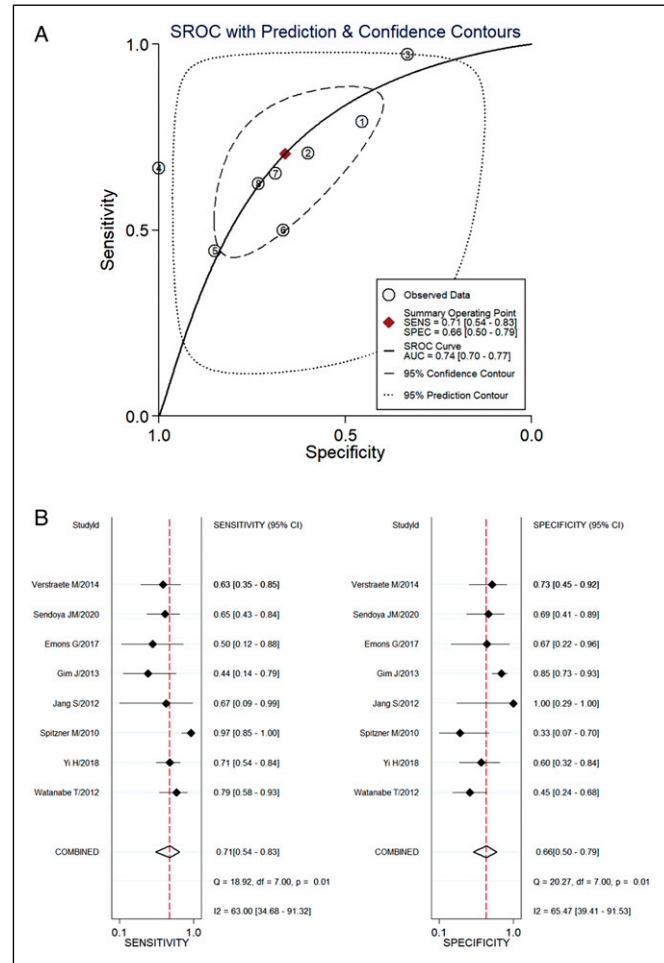 A
SROC with Prediction & Confidence Contours
1.0
3
1
2
4
7
8
6
0.5
5
Sensitivity
Observed Data
Summary Operating Point
SENS = 0.71 [0.54 - 0.83]
SPEC = 0.66 [0.50 - 0.79]
SROC Curve
AUC = 0.74 [0.70 - 0.77]
95% Confidence Contour
95% Prediction Contour
0.0
1.0 0.5 0.0
Specificity
B
StudyId SENSITIVITY (95% CI)
Verstraete M/2014 0.63 [0.35 - 0.85]
Sendoya JM/2020 0.65 [0.43 - 0.84]
Emons G/2017 0.50 [0.12 - 0.88]
Gim J/2013 0.44 [0.14 - 0.79]
Jang S/2012 0.67 [0.09 - 0.99]
Spitzner M/2010 0.97 [0.85 - 1.00]
Yi H/2018 0.71 [0.54 - 0.84]
Watanabe T/2012 0.79 [0.58 - 0.93]
COMBINED 0.71[0.54 - 0.83]
Q = 18.92, df = 7.00, p = 0.01
I2 = 63.00 [34.68 - 91.32]
0.1 1.0
SENSITIVITY
StudyId SPECIFICITY (95% CI)
Verstraete M/2014 0.73 [0.45 - 0.92]
Sendoya JM/2020 0.69 [0.41 - 0.89]
Emons G/2017 0.67 [0.22 - 0.96]
Gim J/2013 0.85 [0.73 - 0.93]
Jang S/2012 1.00 [0.29 - 1.00]
Spitzner M/2010 0.33 [0.07 - 0.70]
Yi H/2018 0.60 [0.32 - 0.84]
Watanabe T/2012 0.45 [0.24 - 0.68]
COMBINED 0.66[0.50 - 0.79]
Q = 20.27, df = 7.00, p = 0.01
I2 = 65.47 [39.41 - 91.53]
0.1 1.0
SPECIFICITY